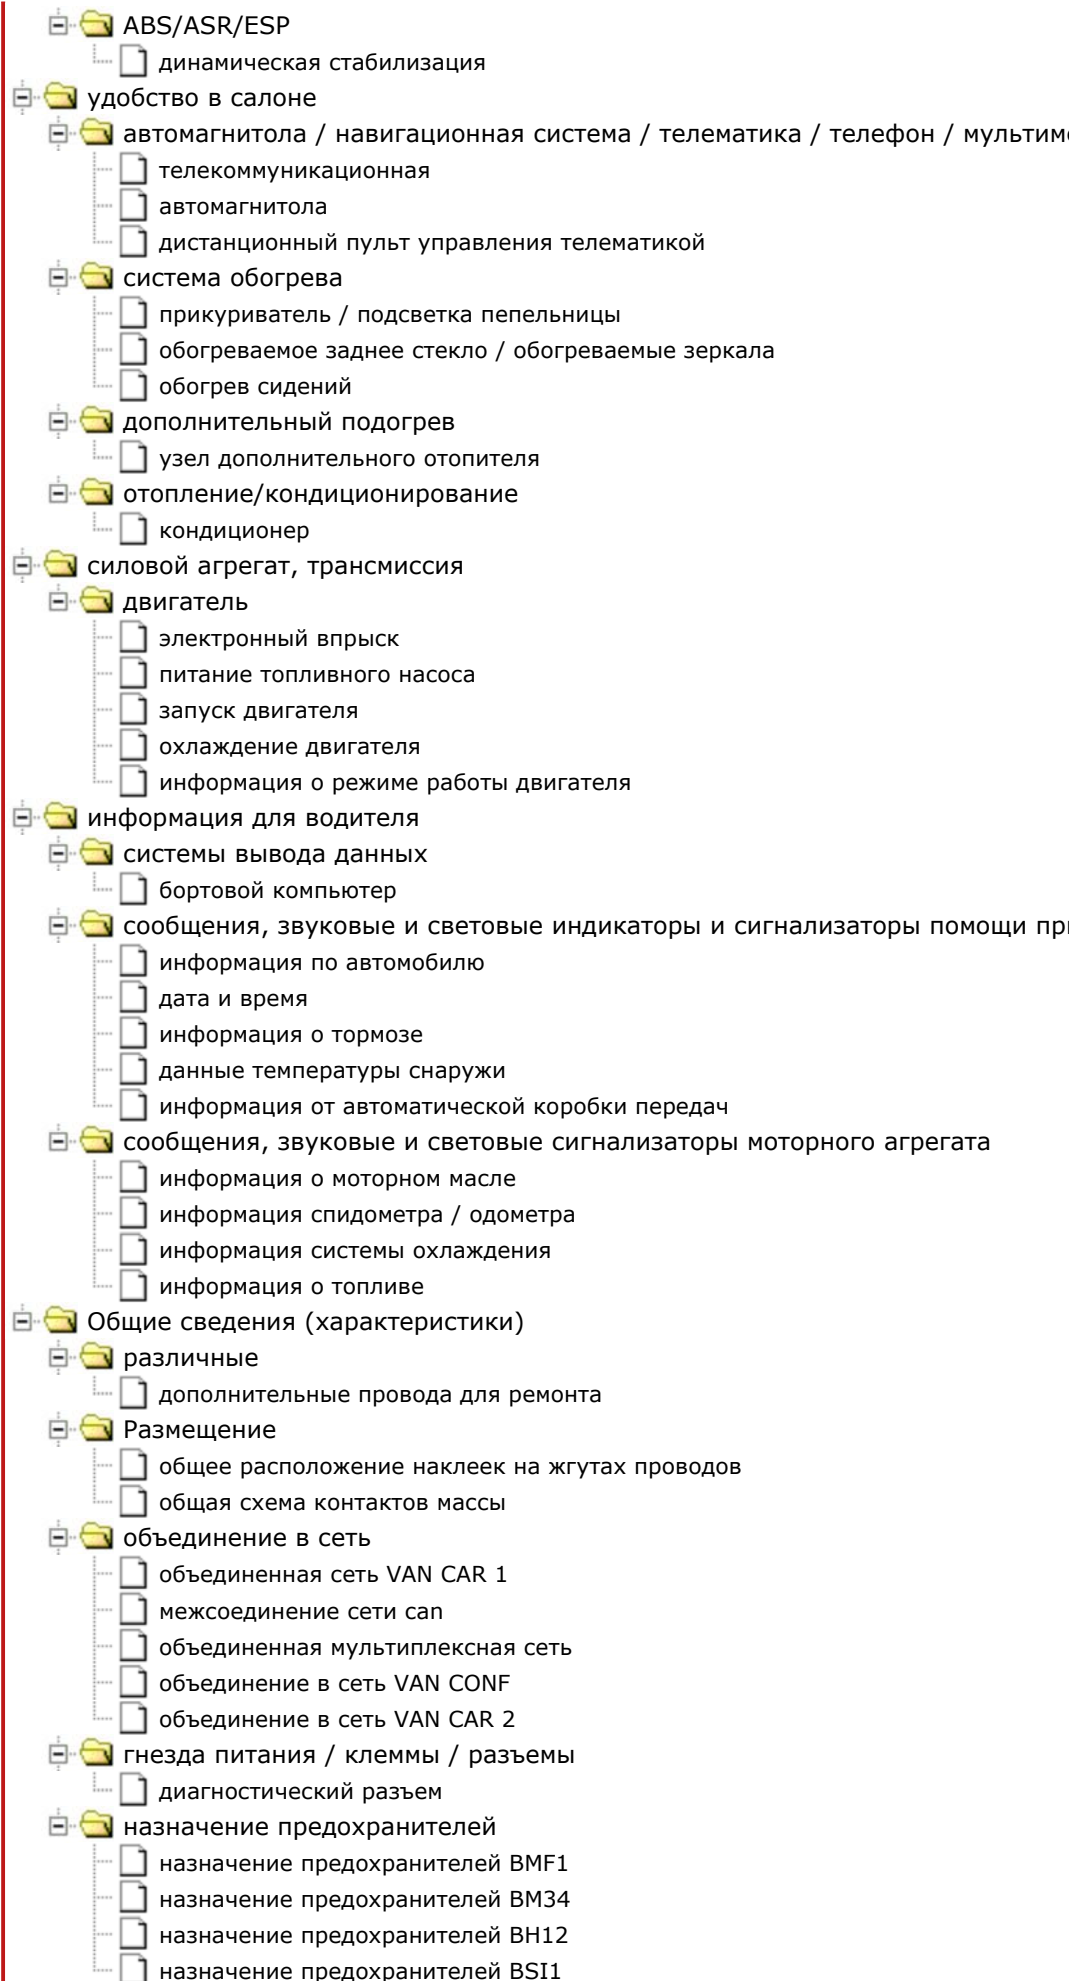 ABS/ASR/ESP
динамическая стабилизация
удобство в салоне
автомагнитола / навигационная система / телематика / телефон /
телекоммуникационная
автомагнитола
дистанционный пульт управления телематикой
система обогрева
прикуриватель / подсветка пепельницы
обогреваемое заднее стекло / обогреваемые зеркала
обогрев сидений
дополнительный подогрев
узел дополнительного отопителя
отопление/кондиционирование
кондиционер
силовой агрегат, трансмиссия
двигатель
электронный впрыск
питание топливного насоса
запуск двигателя
охлаждение двигателя
информация о режиме работы двигателя
информация для водителя
системы вывода данных
бортовой компьютер
сообщения, звуковые и световые индикаторы и сигнализаторы помощи
информация по автомобилю
дата и время
информация о тормозе
данные температуры снаружи
информация от автоматической коробки передач
сообщения, звуковые и световые сигнализаторы моторного агрегата
информация о моторном масле
информация спидометра / одометра
информация системы охлаждения
информация о топливе
Общие сведения (характеристики)
различные
дополнительные провода для ремонта
Размещение
общее расположение наклеек на жгутах проводов
общая схема контактов массы
объединение в сеть
объединенная сеть VAN CAR 1
межсоединение сети can
объединенная мультиплексная сеть
объединение в сеть VAN CONF
объединение в сеть VAN CAR 2
гнезда питания / клеммы / разъемы
диагностический разъем
назначение предохранителей
назначение предохранителей BMF1
назначение предохранителей BM34
назначение предохранителей BH12
назначение предохранителей BSI1